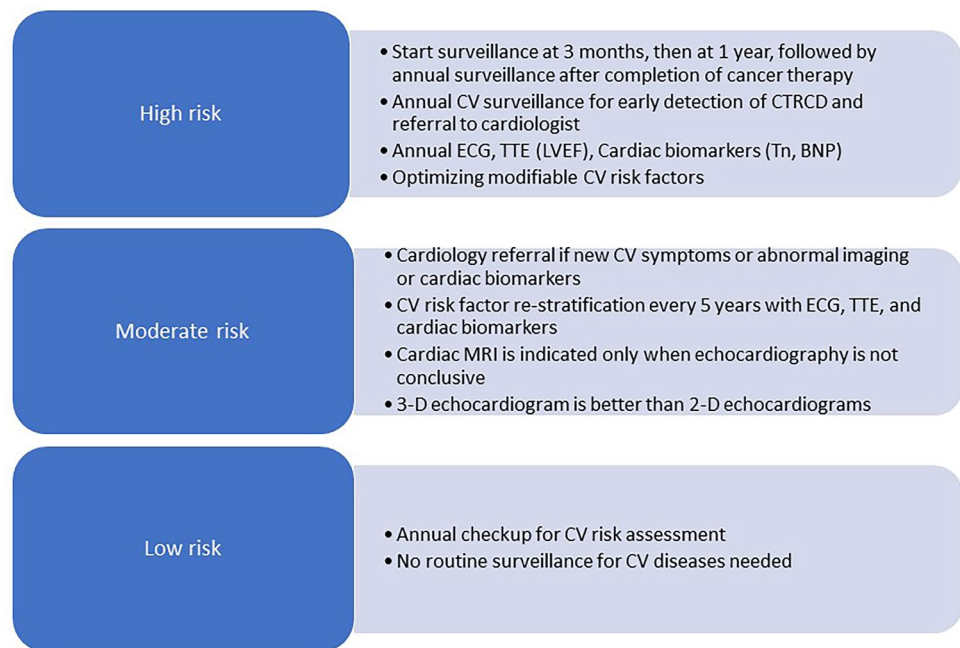 High risk
• Start surveillance at 3 months, then at 1 year, followed by
annual surveillance after completion of cancer therapy
• Annual CV surveillance for early detection of CTRCD and
referral to cardiologist
• Annual ECG, TTE (LVEF), Cardiac biomarkers (Tn, BNP)
• Optimizing modifiable CV risk factors
Moderate risk
• Cardiology referral if new CV symptoms or abnormal imaging
or cardiac biomarkers
• CV risk factor re-stratification every 5 years with ECG, TTE, and
cardiac biomarkers
• Cardiac MRI is indicated only when echocardiography is not
conclusive
• 3-D echocardiogram is better than 2-D echocardiograms
Low risk
• Annual checkup for CV risk assessment
• No routine surveillance for CV diseases needed